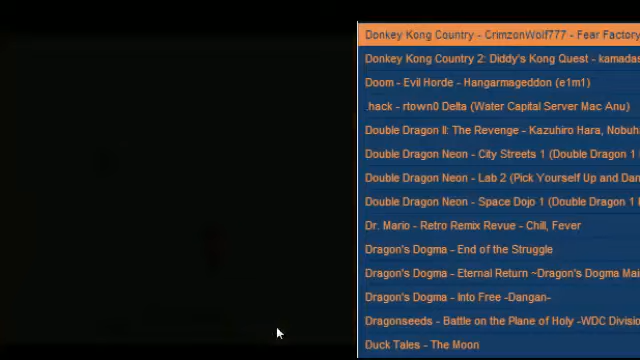 Donkey Kong Country - CrimzonWolf777 - Fear Factory
Donkey Kong Country 2: Diddy's Kong Quest - kamadas
Doom - Evil Horde - Hangarmageddon (e1m1)
.hack - rtown0 Delta (Water Capital Server Mac Anu)
Double Dragon II: The Revenge - Kazuhiro Hara, Nobuh
Double Dragon Neon - City Streets 1 (Double Dragon 1
Double Dragon Neon - Lab 2 (Pick Yourself Up and Dan
Double Dragon Neon - Space Dojo 1 (Double Dragon 1
Dr. Mario - Retro Remix Revue - Chill, Fever
Dragon's Dogma - End of the Struggle
Dragon's Dogma - Eternal Return ~Dragon's Dogma Mai
Dragon's Dogma - Into Free -Dangan-
Dragonseeds - Battle on the Plane of Holy -WDC Divisio
Duck Tales - The Moon